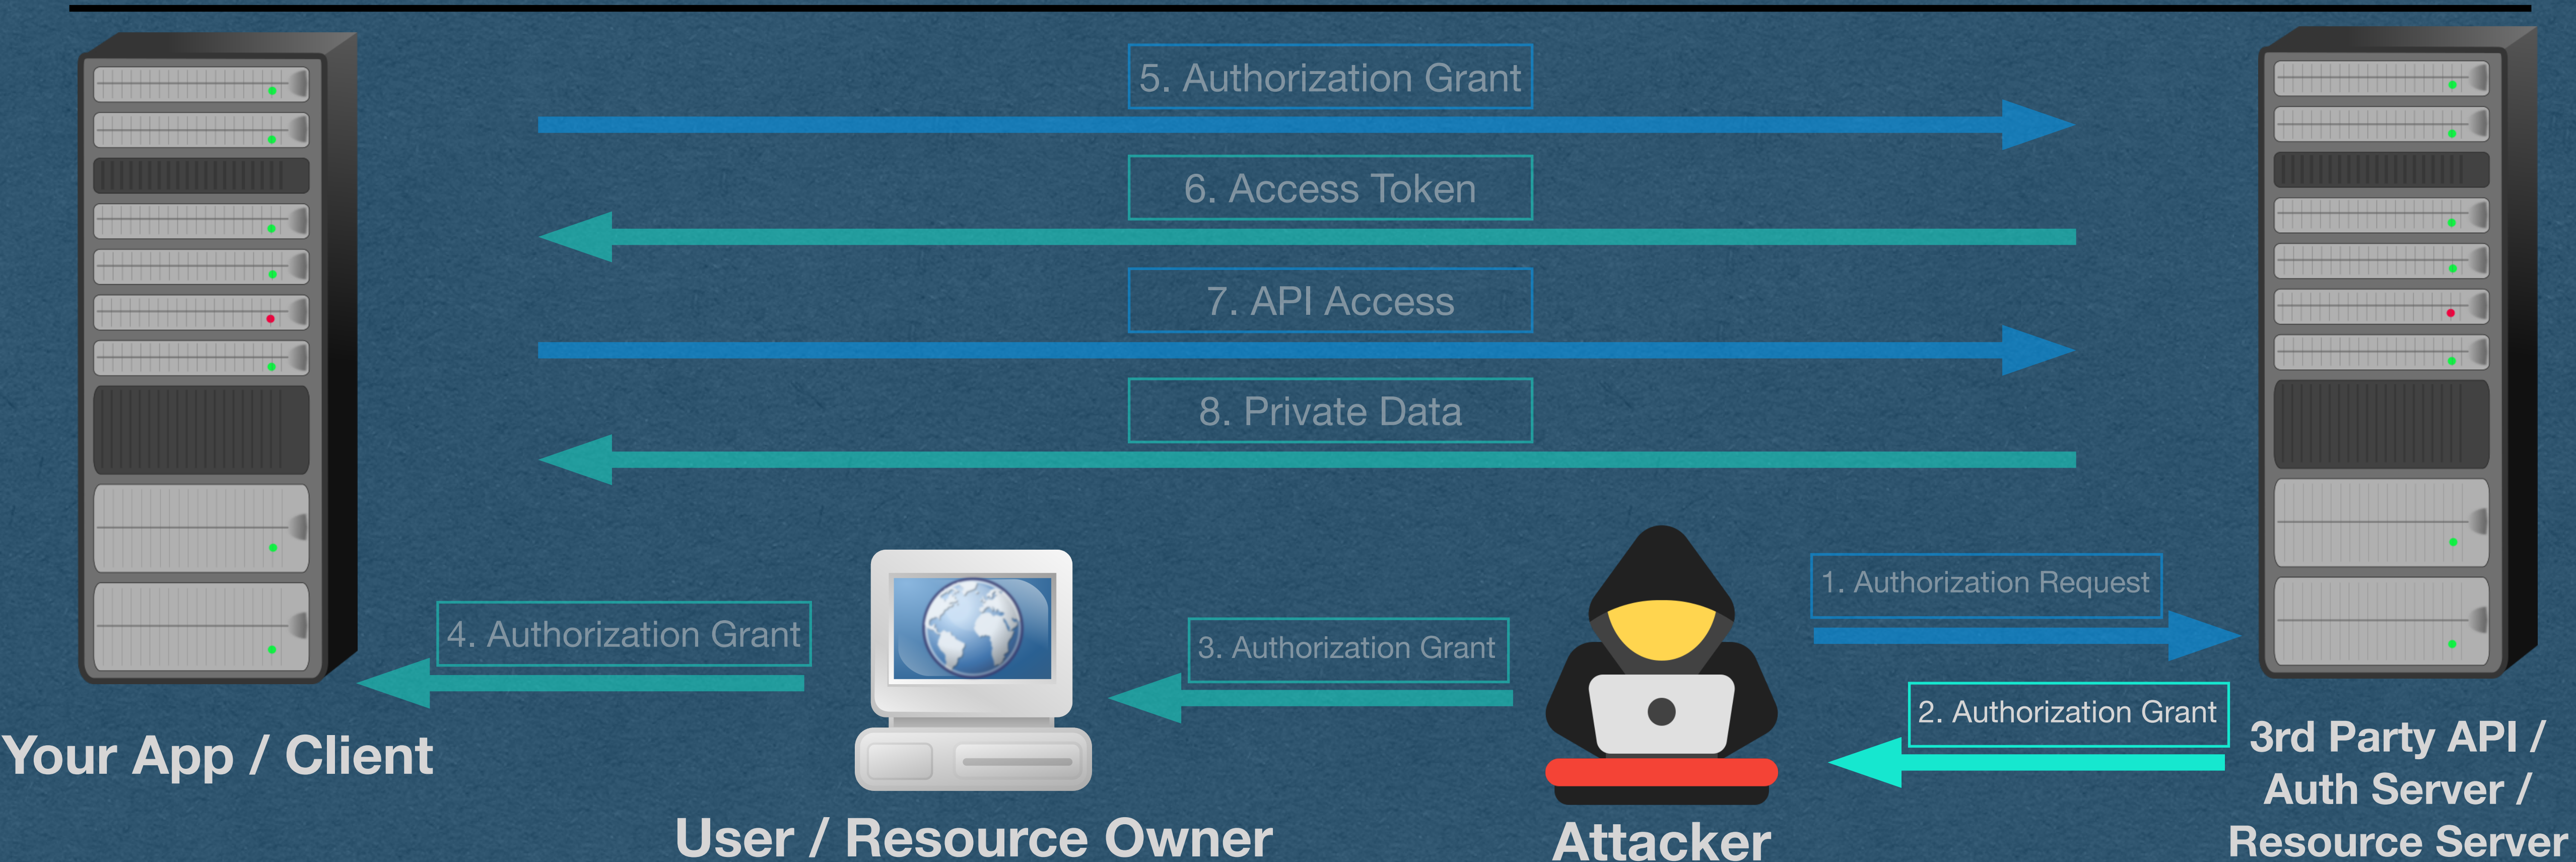 5. Authorization Grant
6. Access Token
7. API Access
8. Private Data
1. Authorization Request
4. Authorization Grant
3. Authorization Grant
2. Authorization Grant
Your App / Client
User / Resource Owner
Attacker
3rd Party API /
Auth Server /
Resource Server